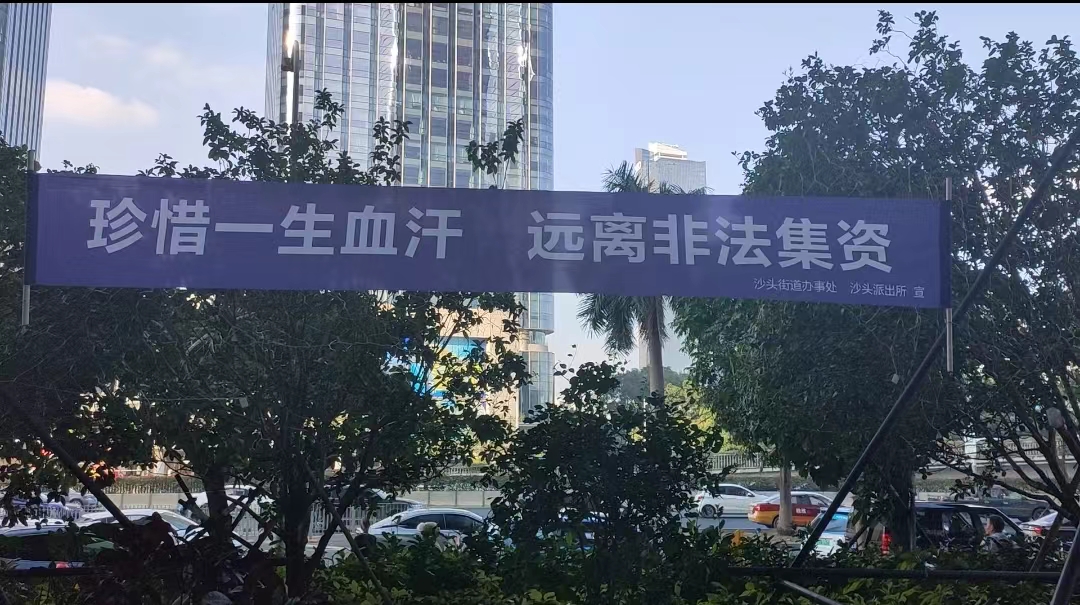 珍惜一生血汗 远离非法集资
沙头街道办事处 沙头派出所 宣